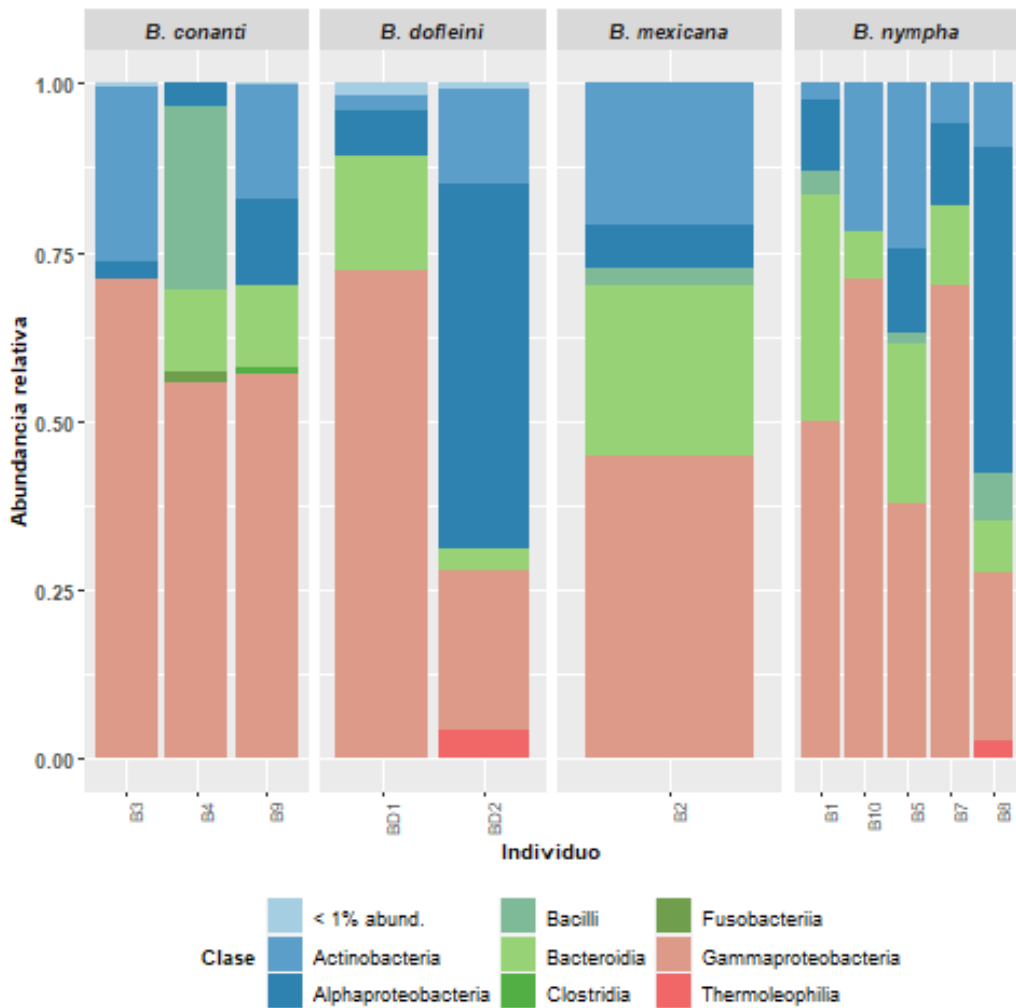 B. conanti
B. dofleini
B. mexicana
B. nympha
Abundancia relativa
1.00
0.75
0.50
0.25
0.00
B3
B4
B9
BD1
BD2
B2
B1
B10
B5
B7
B8
Individuo
Clase
< 1% abund.
Actinobacteria
Alphaproteobacteria
Bacilli
Bacteroidia
Clostridia
Fusobacteriia
Gammaproteobacteria
Thermoleophilia